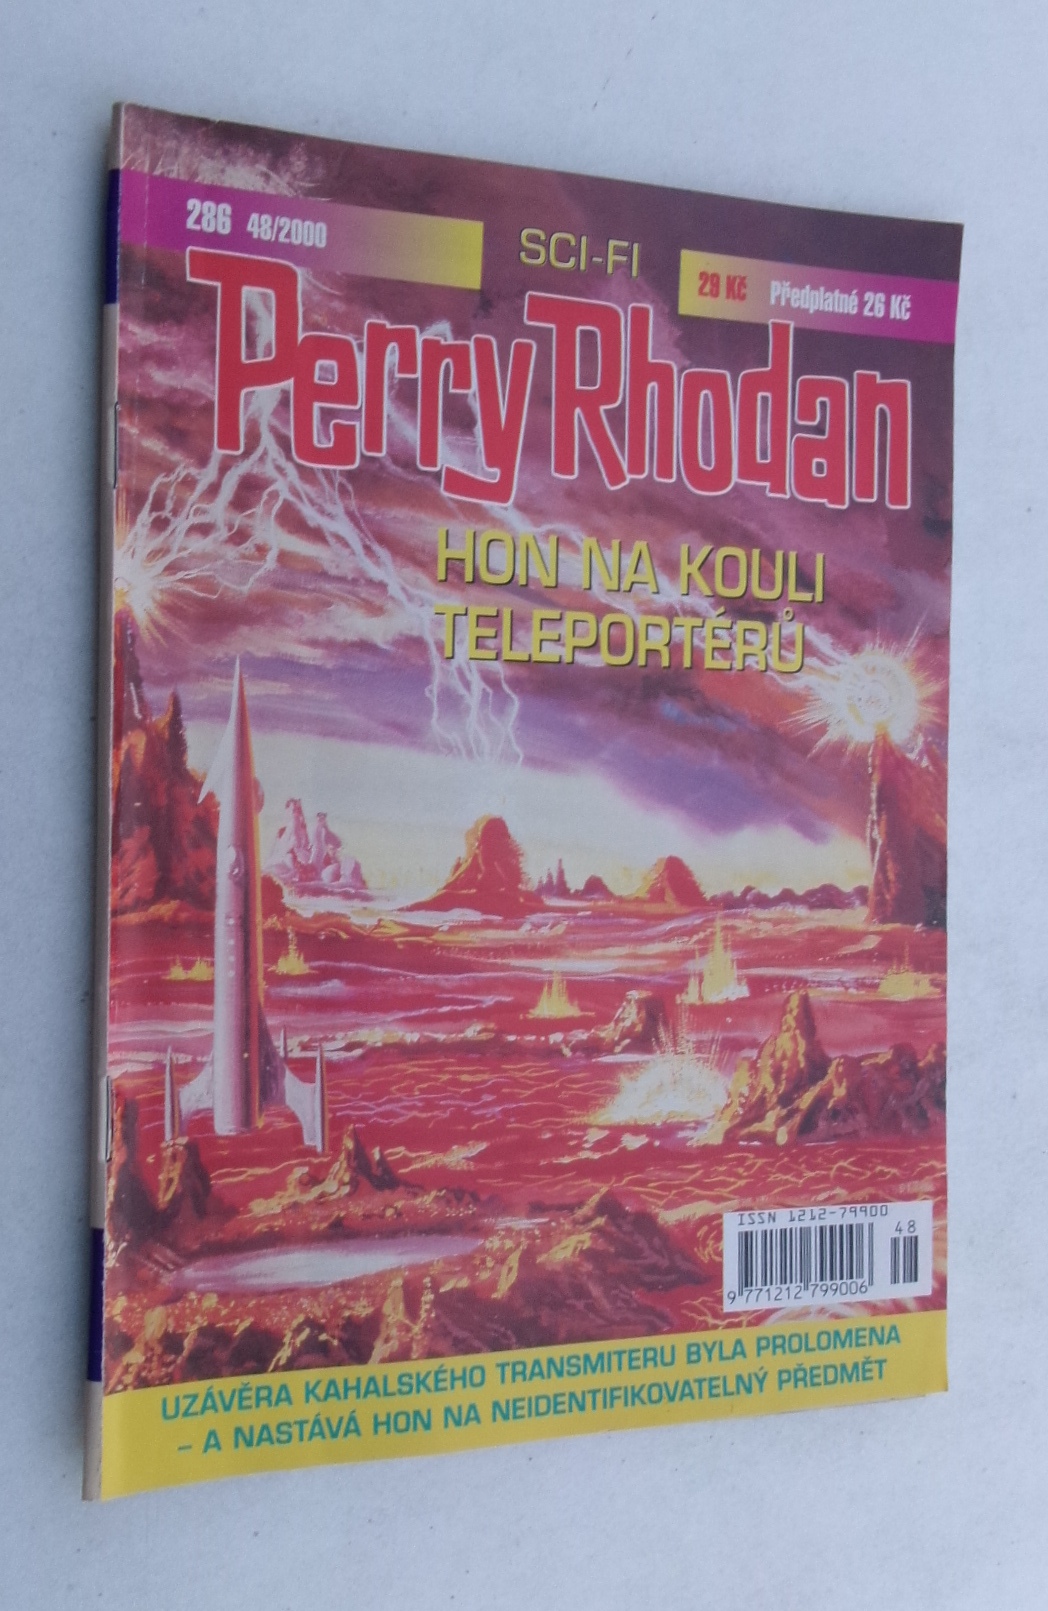 286 48/2000
SCI-FI
29 Kč Předplatné 26 Kč
Perry Rhodan
HON NA KOULI
TELEPORTÉRŮ
ISSN 1212-79900
48
9 771212 799006
UZÁVĚRA KAHALSKÉHO TRANSMITERU BYLA PROLOMENA
– A NASTÁVÁ HON NA NEIDENTIFIKOVATELNÝ PŘEDMĚT